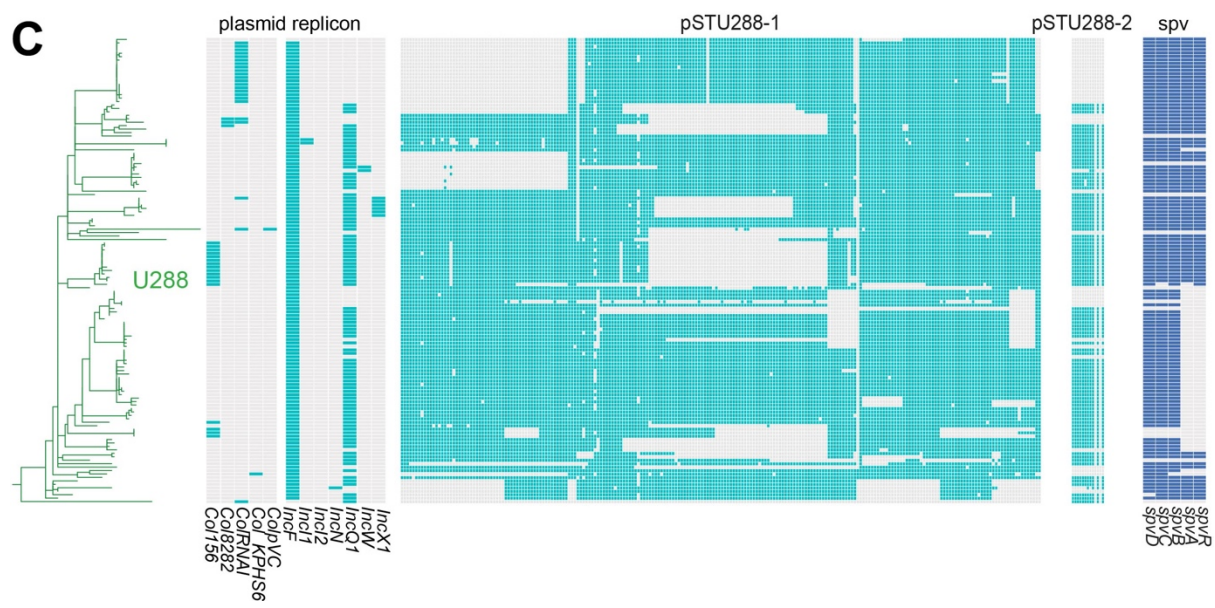 C
plasmid replicon
pSTU288-1
pSTU288-2
spv
U288
Col156
Col8282
ColRNAI
Col_KPHS6
ColpVC
IncF
IncI1
IncI2
IncN
IncQ1
IncW
IncX1
spvD
spvC
spvB
spvA
spvR